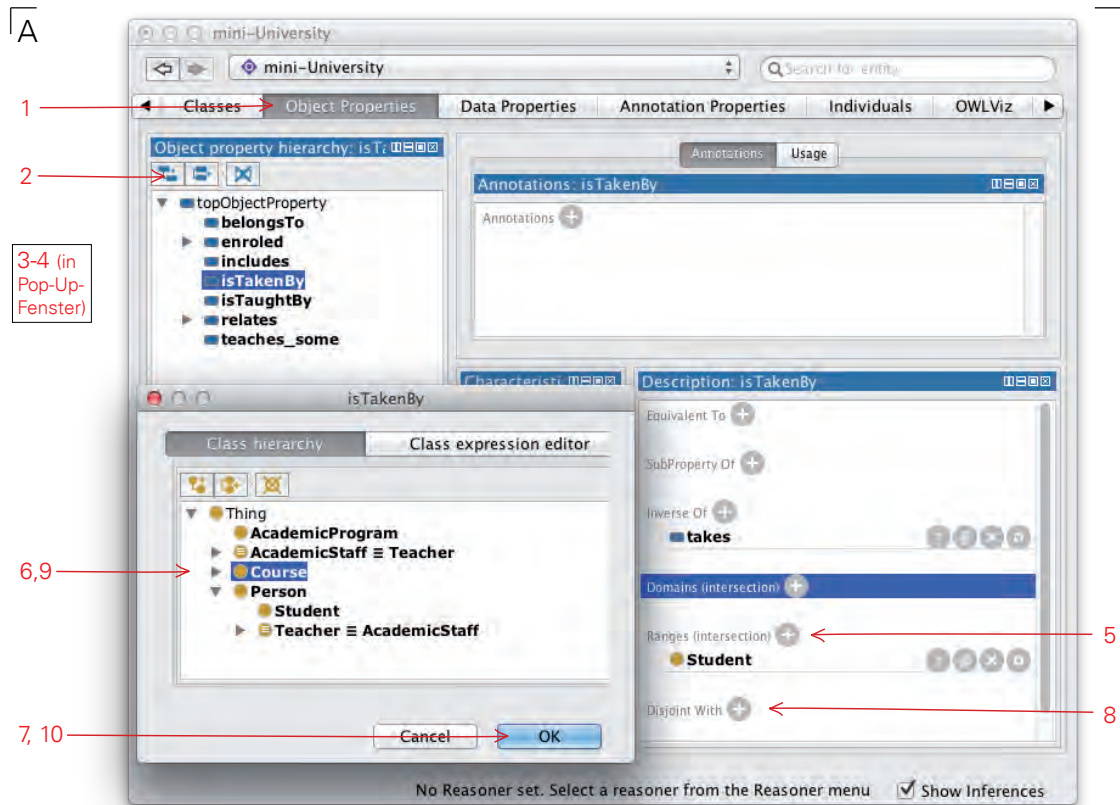 A
mini-University
mini-University
Search for entity
1
Classes Object Properties Data Properties Annotation Properties Individuals OWLViz
Object property hierarchy: isTa
2
topObjectProperty
belongsTo
enroled
includes
isTakenBy
isTaughtBy
relates
teaches_some
3-4 (in
Pop-Up-
Fenster)
Annotations Usage
Annotations: isTakenBy
Annotations
Characteristi
Description: isTakenBy
Equivalent To
SubProperty Of
Inverse Of
takes
Domains (intersection)
Ranges (intersection)
5
Student
Disjoint With
8
isTakenBy
Class hierarchy Class expression editor
Thing
AcademicProgram
AcademicStaff ≡ Teacher
6,9
Course
Person
Student
Teacher ≡ AcademicStaff
7, 10
Cancel OK
No Reasoner set. Select a reasoner from the Reasoner menu Show Inferences